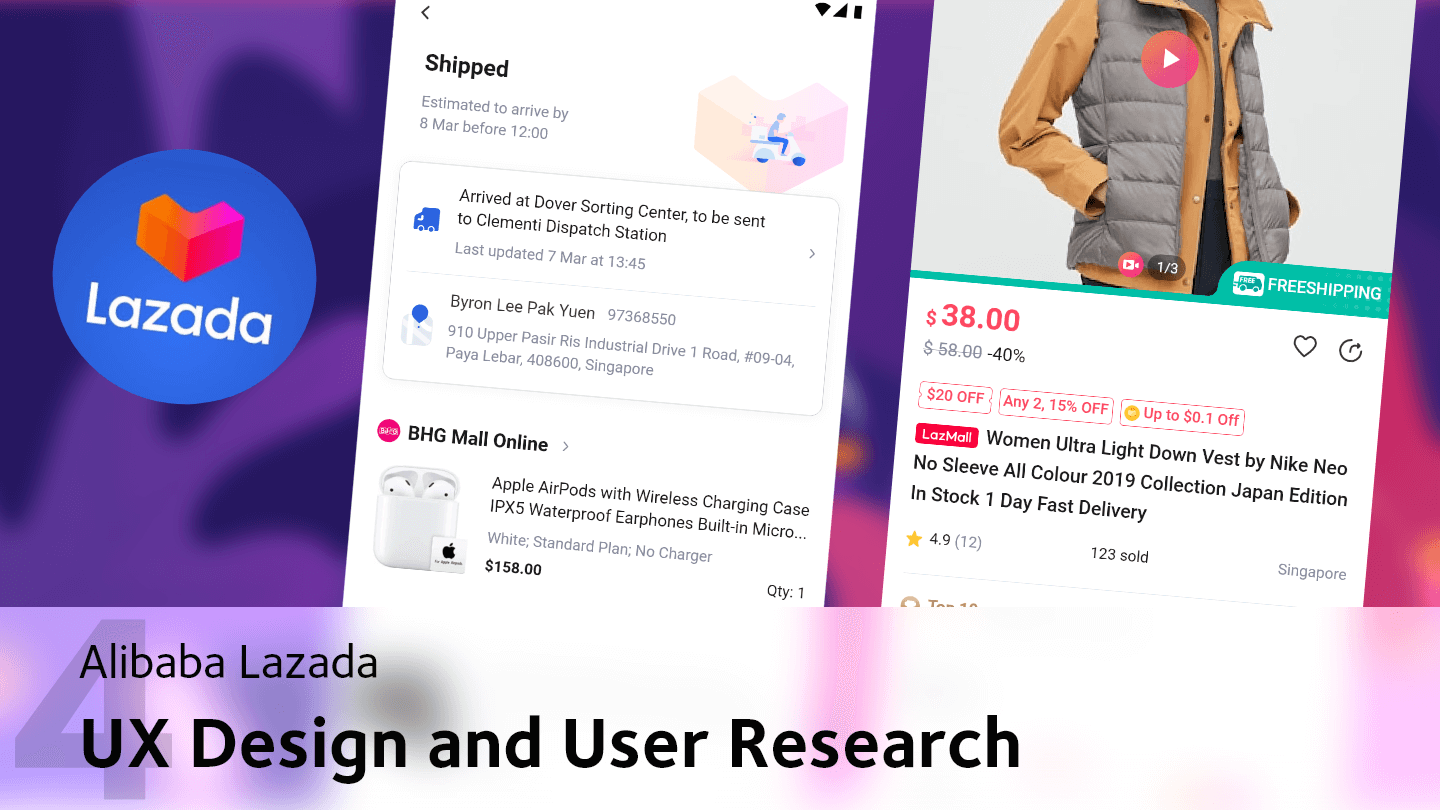 Lazada
Shipped
Estimated to arrive by
8 Mar before 12:00
Arrived at Dover Sorting Center, to be sent
to Clementi Dispatch Station
Last updated 7 Mar at 13:45
Byron Lee Pak Yuen 97368550
910 Upper Pasir Ris Industrial Drive 1 Road, #09-04,
Paya Lebar, 408600, Singapore
BHG Mall Online
Apple AirPods with Wireless Charging Case
IPX5 Waterproof Earphones Built-in Micro...
White; Standard Plan; No Charger
$158.00
Qty: 1
1/3
FREE
FREESHIPPING
$ 38.00
$ 58.00 -40%
$20 OFF
Any 2, 15% OFF
Up to $0.1 Off
LazMall Women Ultra Light Down Vest by Nike Neo
No Sleeve All Colour 2019 Collection Japan Edition
In Stock 1 Day Fast Delivery
4.9 (12)
123 sold
Singapore
4
Alibaba Lazada
UX Design and User Research